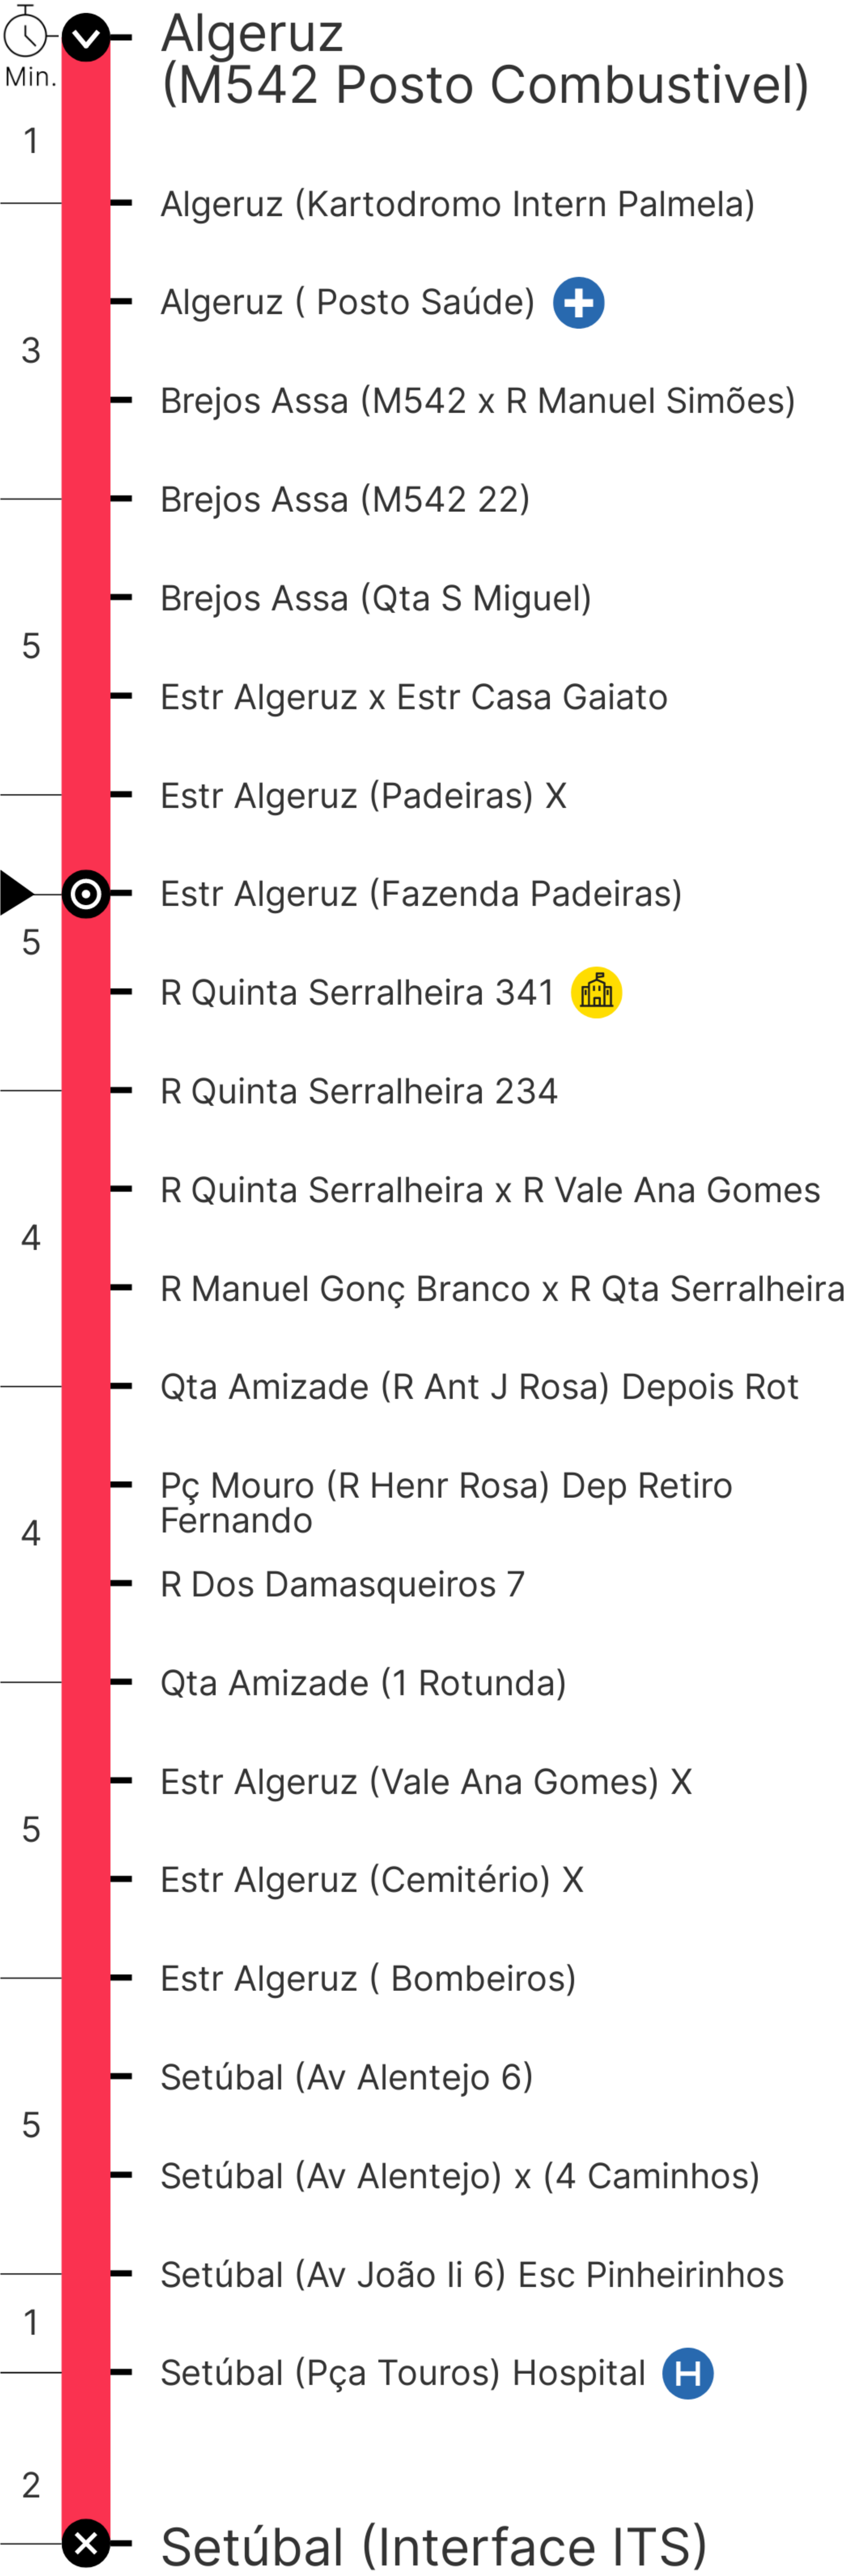 Algeruz
(M542 Posto Combustivel)
Min.
1
Algeruz (Kartodromo Intern Palmela)
Algeruz ( Posto Saúde)
3
Brejos Assa (M542 x R Manuel Simões)
Brejos Assa (M542 22)
Brejos Assa (Qta S Miguel)
5
Estr Algeruz x Estr Casa Gaiato
Estr Algeruz (Padeiras) X
Estr Algeruz (Fazenda Padeiras)
5
R Quinta Serralheira 341
R Quinta Serralheira 234
R Quinta Serralheira x R Vale Ana Gomes
4
R Manuel Gonç Branco x R Qta Serralheira
Qta Amizade (R Ant J Rosa) Depois Rot
Pç Mouro (R Henr Rosa) Dep Retiro
Fernando
4
R Dos Damasqueiros 7
Qta Amizade (1 Rotunda)
Estr Algeruz (Vale Ana Gomes) X
5
Estr Algeruz (Cemitério) X
Estr Algeruz ( Bombeiros)
Setúbal (Av Alentejo 6)
5
Setúbal (Av Alentejo) x (4 Caminhos)
Setúbal (Av João Ii 6) Esc Pinheirinhos
1
Setúbal (Pça Touros) Hospital H
2
Setúbal (Interface ITS)